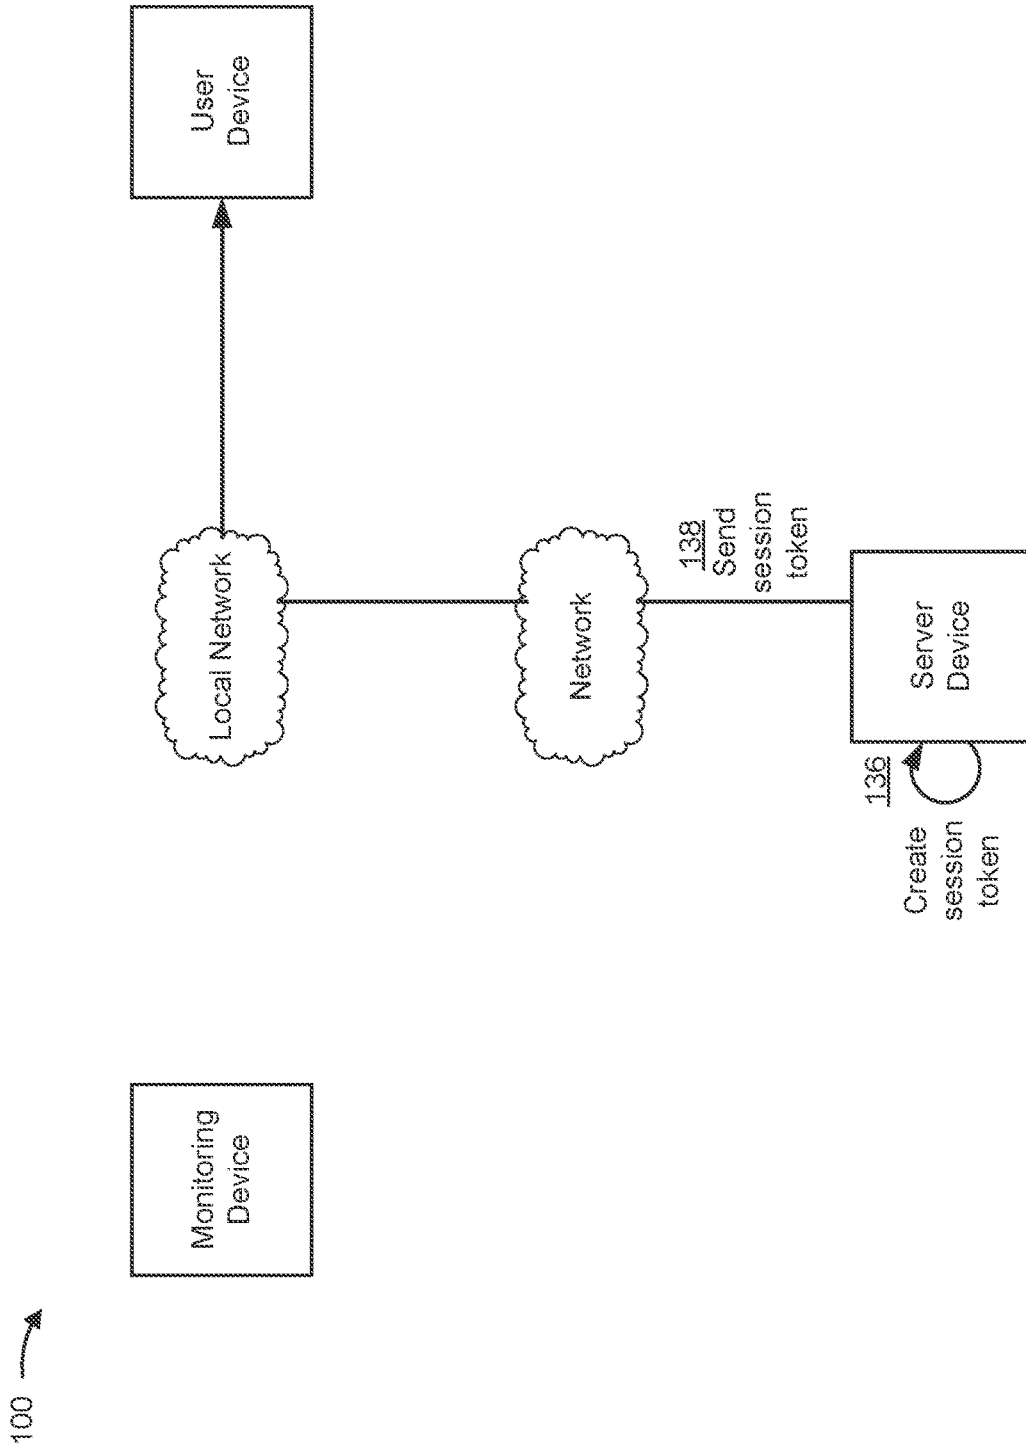 100
Monitoring
Device
Local Network
User
Device
Network
138
Send
session
token
136
Create
session
token
Server
Device